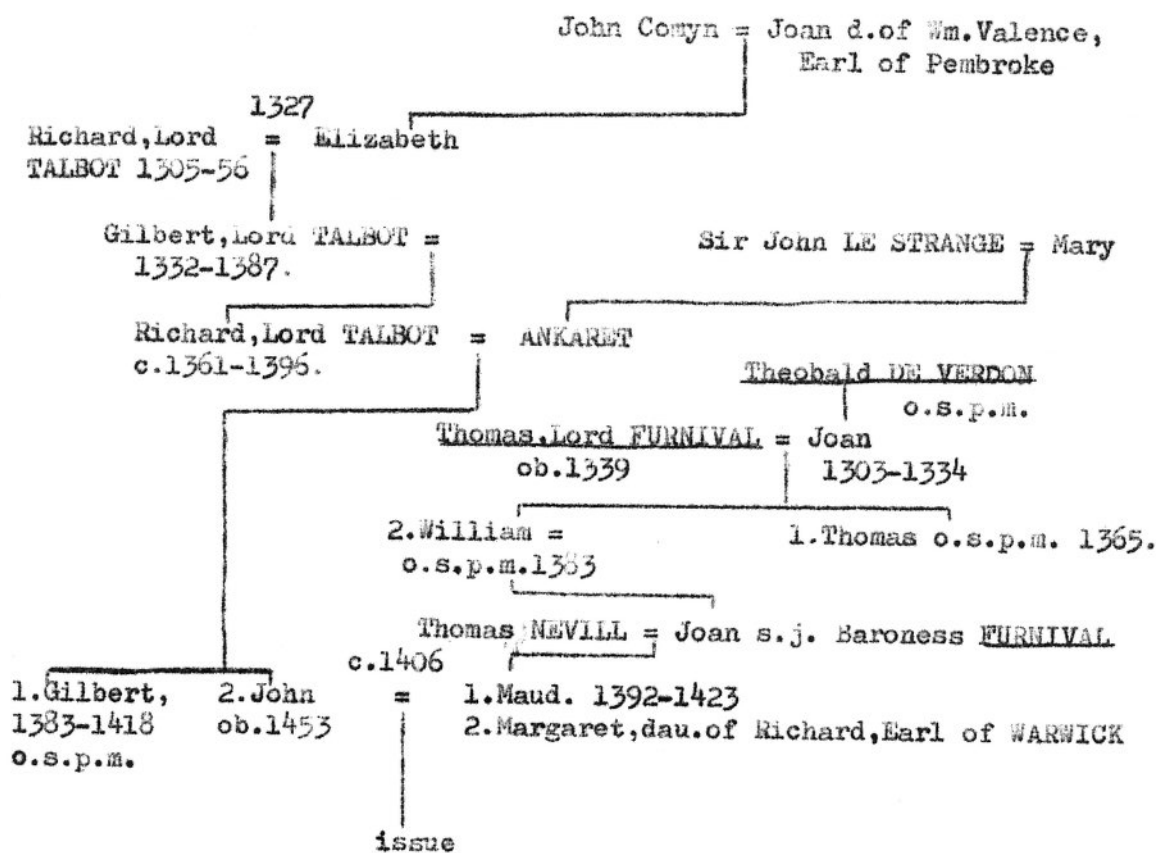 John Comyn = Joan d.of Wm.Valence,
Earl of Pembroke
1327
Richard,Lord = Elizabeth
TALBOT 1305-56
Gilbert,Lord TALBOT =
1332-1387.
Sir John LE STRANGE = Mary
Richard,Lord TALBOT = ANKARET
c.1361-1396.
Theobald DE VERDON
o.s.p.m.
Thomas,Lord FURNIVAL = Joan
ob.1339 1303-1334
2.William = 1.Thomas o.s.p.m. 1365.
o.s.p.m.1383
Thomas NEVILL = Joan s.j. Baroness FURNIVAL
c.1406
1.Gilbert, 2.John = 1.Maud. 1392-1423
1383-1418 ob.1453 2.Margaret,dau.of Richard,Earl of WARWICK
o.s.p.m.
issue